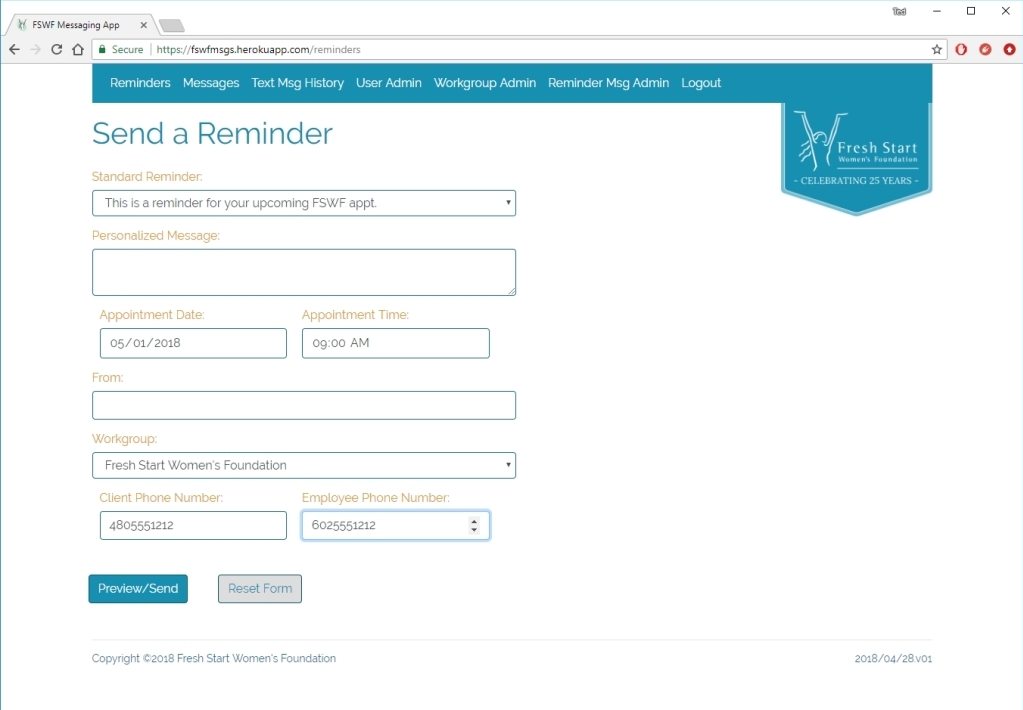 FSWF Messaging App
Ted
Secure
https://fswfmsgs.herokuapp.com/reminders
Reminders Messages Text Msg History User Admin Workgroup Admin Reminder Msg Admin Logout
Fresh Start
Women's Foundation
- CELEBRATING 25 YEARS -
Send a Reminder
Standard Reminder:
This is a reminder for your upcoming FSWF appt.
Personalized Message:
Appointment Date: Appointment Time:
05/01/2018 09:00 AM
From:
Workgroup:
Fresh Start Women's Foundation
Client Phone Number: Employee Phone Number:
4805551212 6025551212
Preview/Send Reset Form
Copyright ©2018 Fresh Start Women's Foundation 2018/04/28.v01